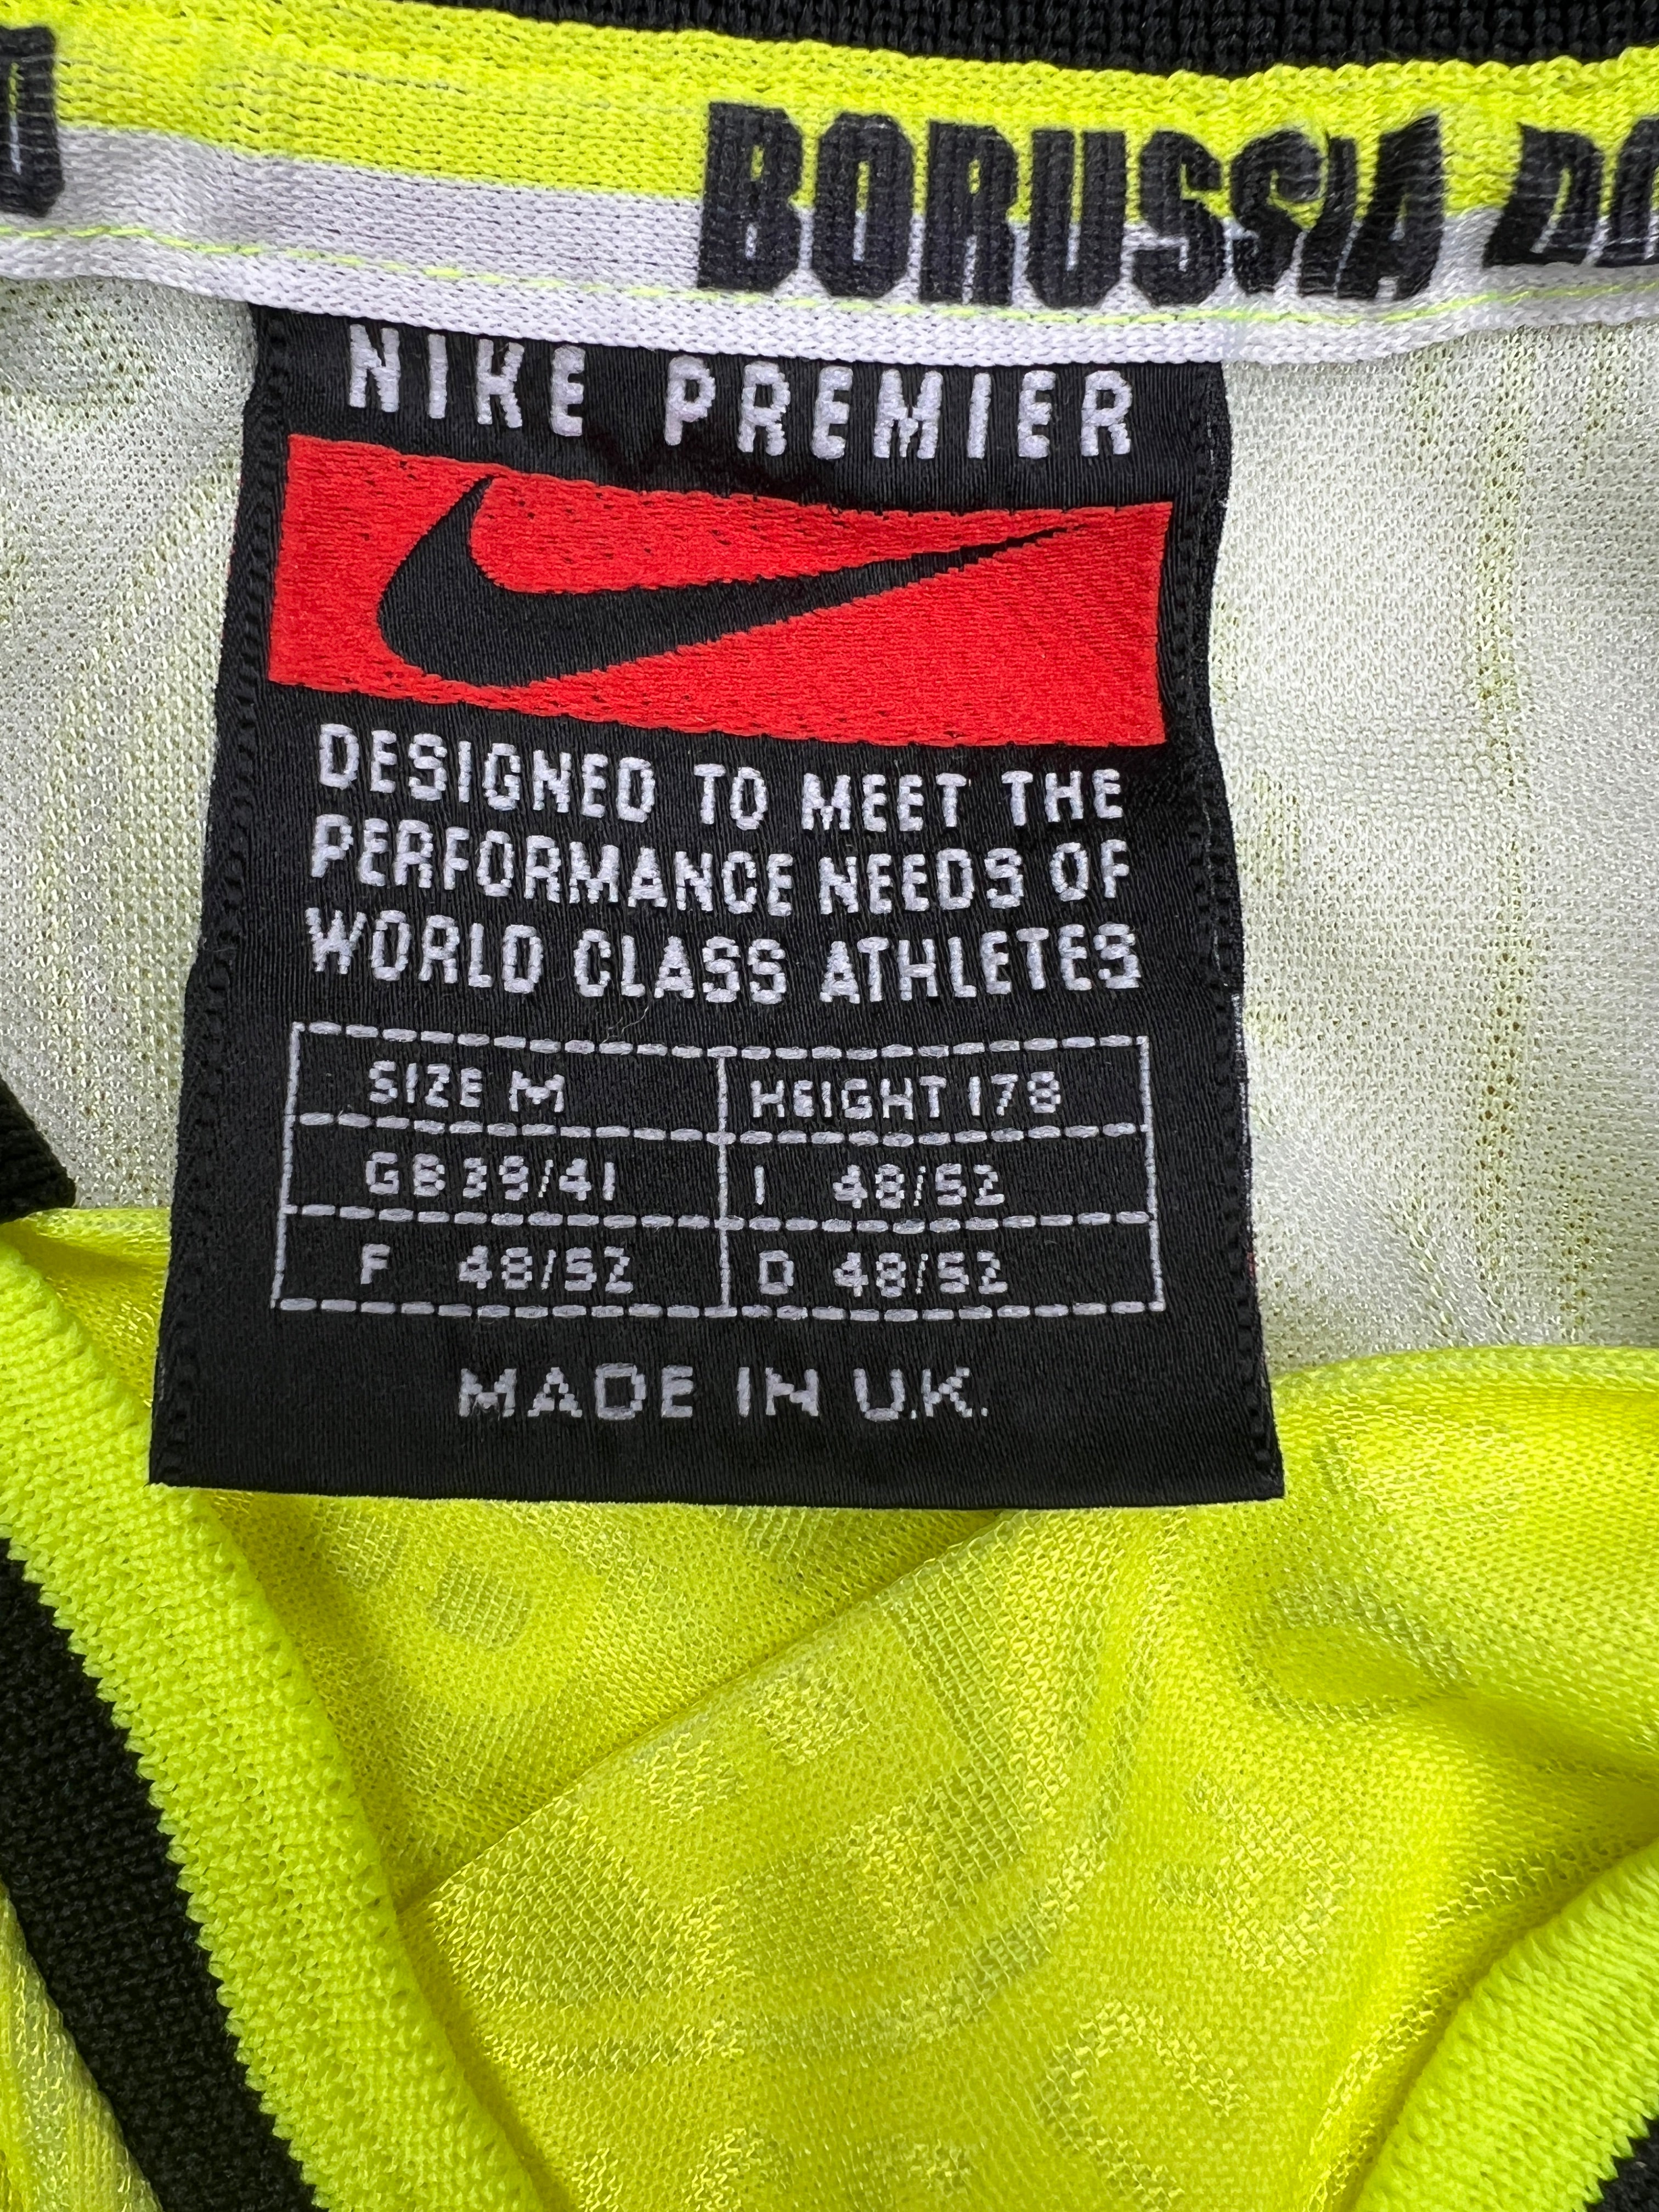 BORUSSIA
NIKE PREMIER
DESIGNED TO MEET THE
PERFORMANCE NEEDS OF
WORLD CLASS ATHLETES
SIZE M HEIGHT 178
GB 39/41 I 48/52
F 48/52 D 48/52
MADE IN U.K.